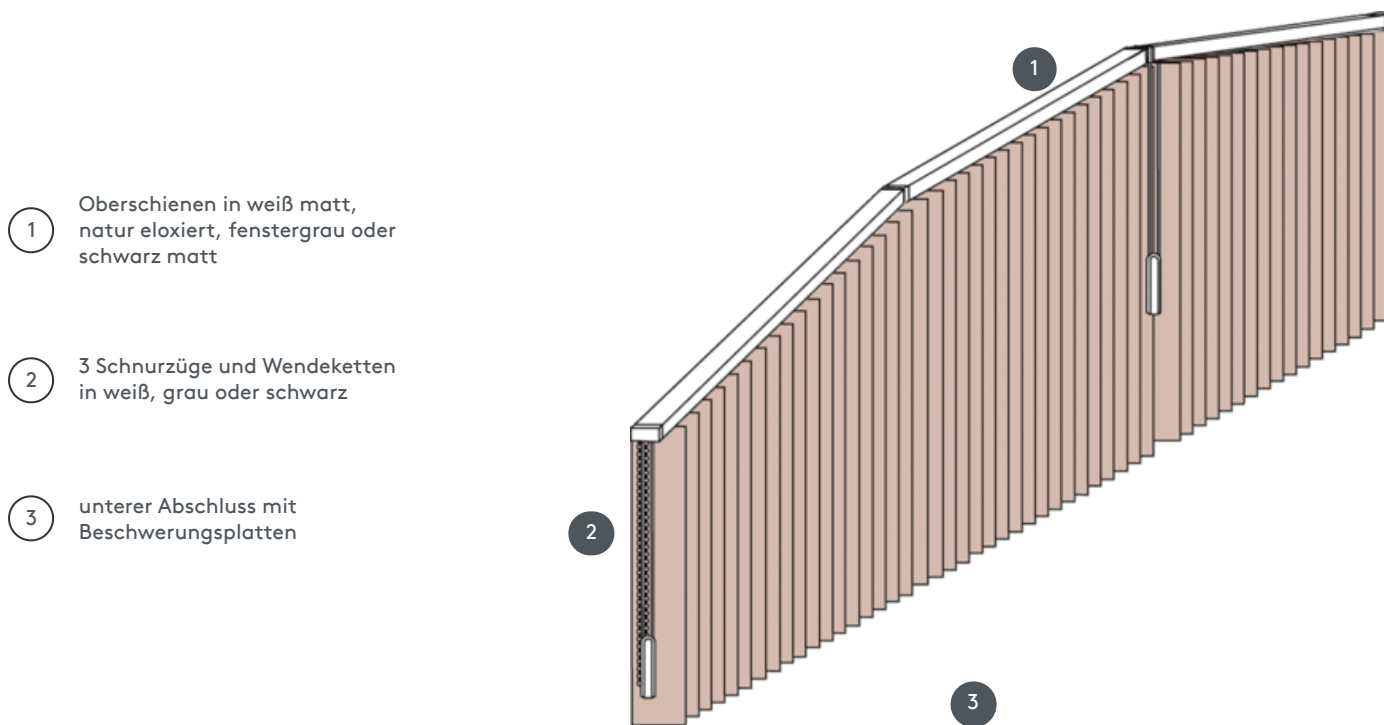 1
Oberschienen in weiß matt,
natur eloxiert, fenstergrau oder
schwarz matt
2
3 Schnurzüge und Wendeketten
in weiß, grau oder schwarz
3
unterer Abschluss mit
Beschwerungsplatten
1
2
3